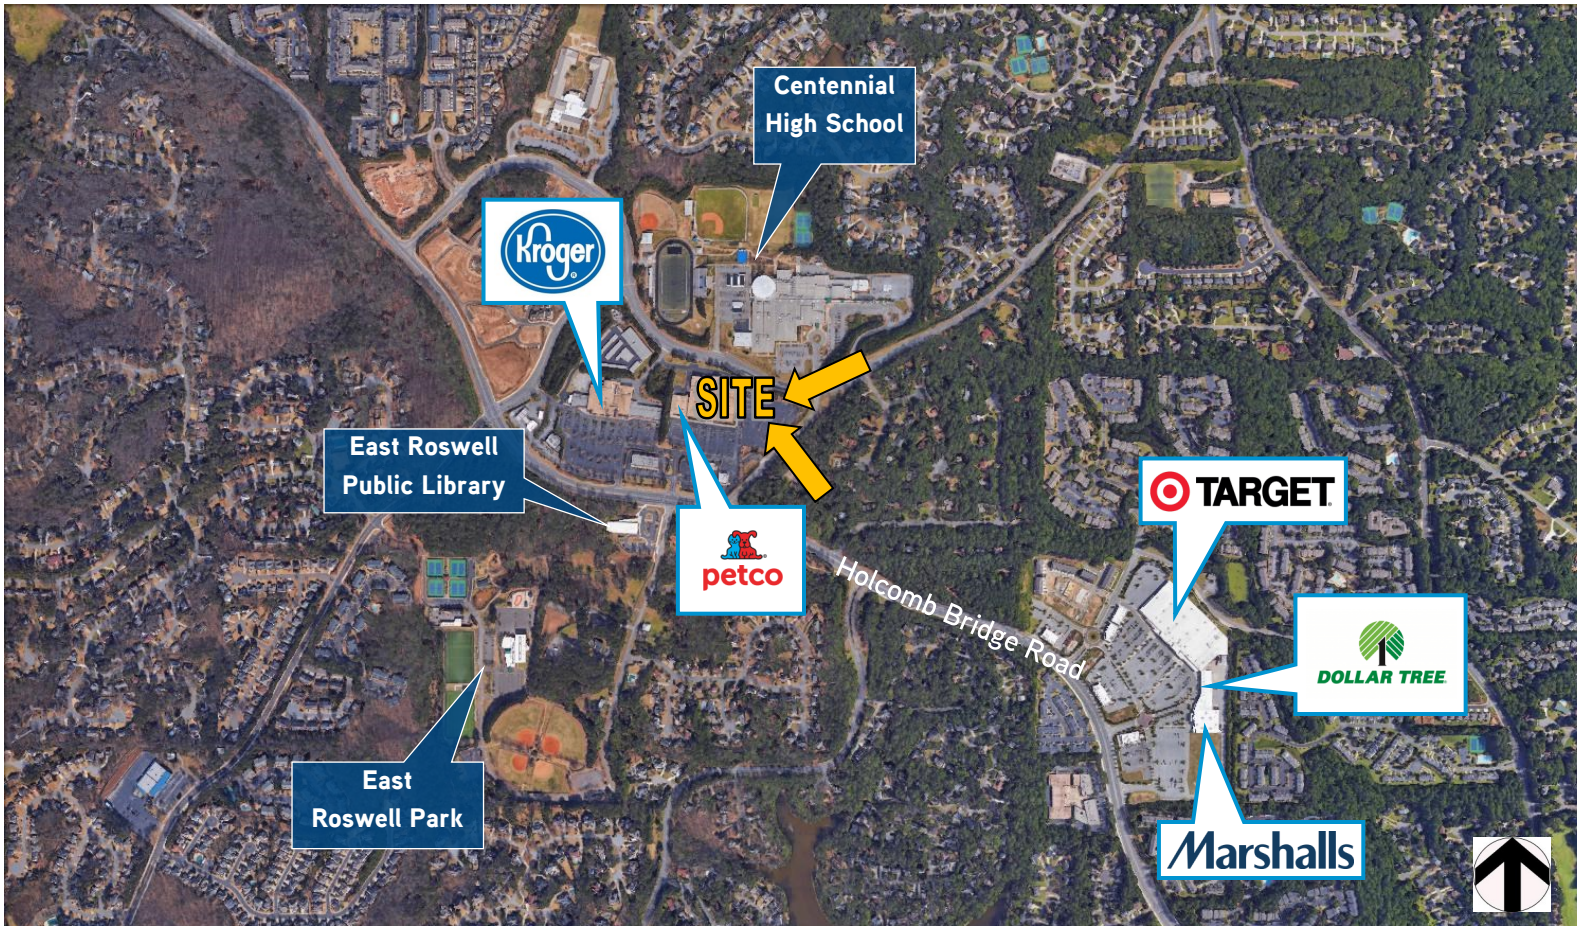 Centennial
High School
Kroger
SITE
East Roswell
Public Library
TARGET
petco
Holcomb Bridge Road
DOLLAR TREE
East
Roswell Park
Marshalls